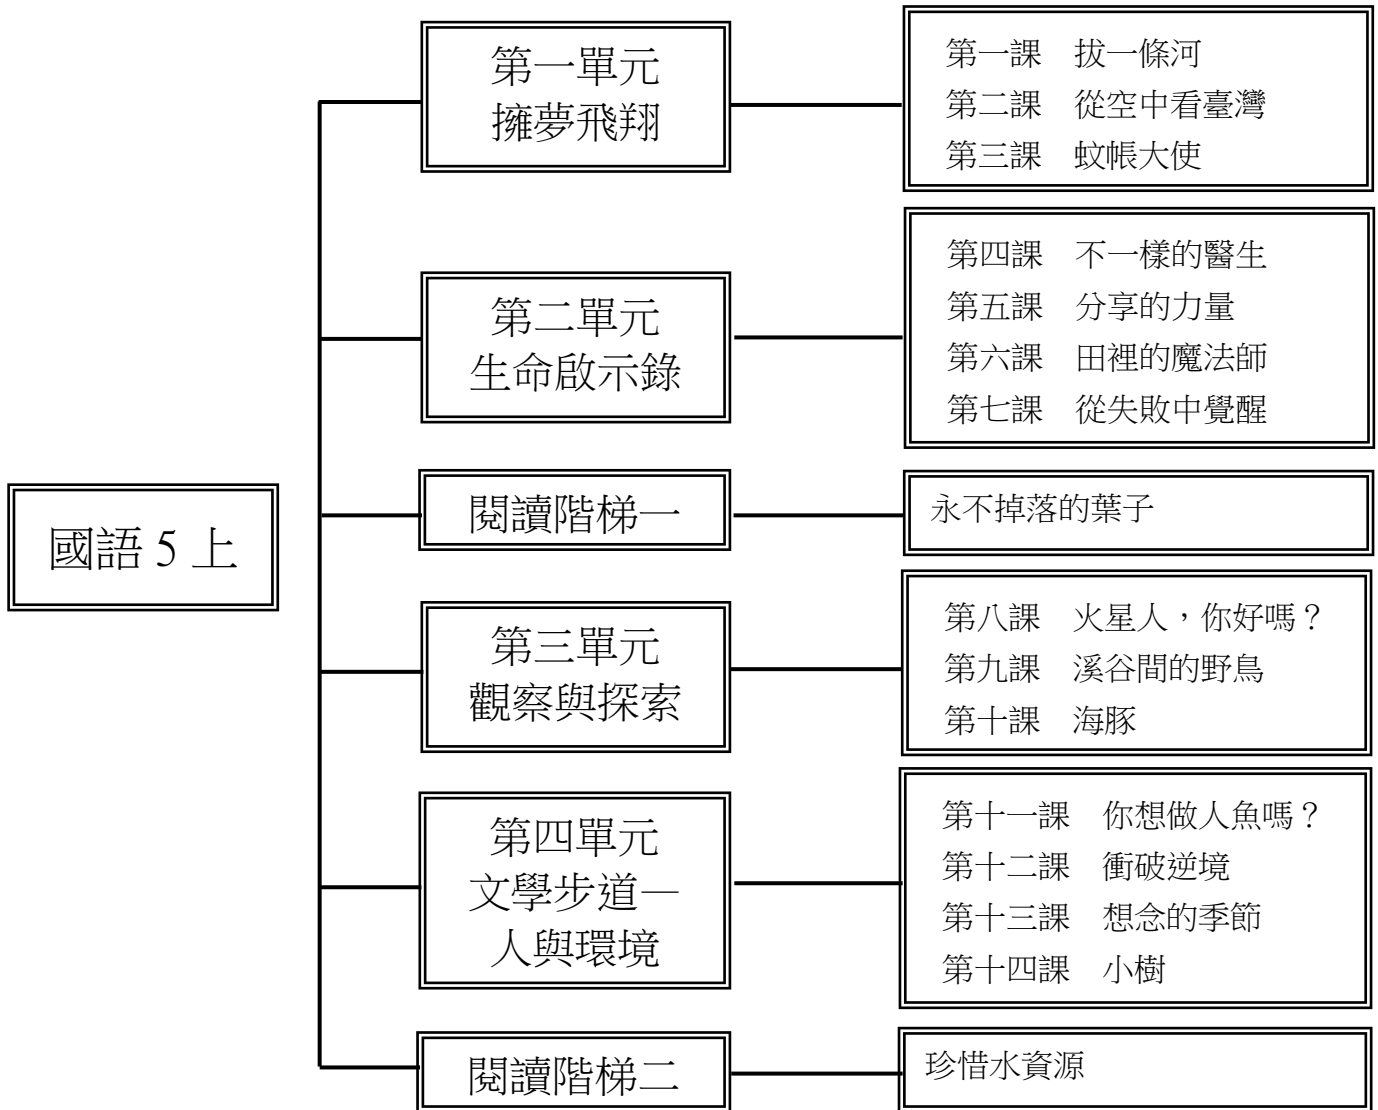 國語 5 上
第一單元
擁夢飛翔
第一課 拔一條河
第二課 從空中看臺灣
第三課 蚊帳大使
第二單元
生命啟示錄
第四課 不一樣的醫生
第五課 分享的力量
第六課 田裡的魔法師
第七課 從失敗中覺醒
閱讀階梯一
永不掉落的葉子
第三單元
觀察與探索
第八課 火星人，你好嗎？
第九課 溪谷間的野鳥
第十課 海豚
第四單元
文學步道—
人與環境
第十一課 你想做人魚嗎？
第十二課 衝破逆境
第十三課 想念的季節
第十四課 小樹
閱讀階梯二
珍惜水資源